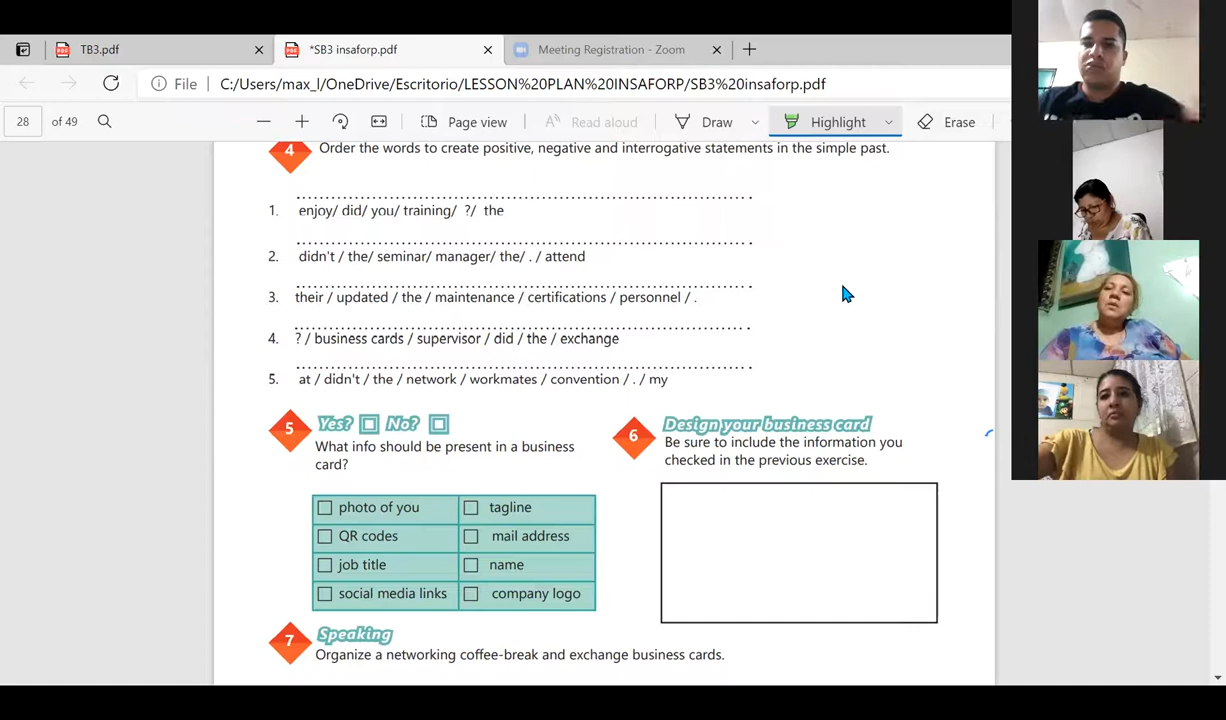 TB3.pdf
*SB3 insaforp.pdf
Meeting Registration - Zoom
File
C:/Users/max_l/OneDrive/Escritorio/LESSON%20PLAN%20INSAFORP/SB3%20insaforp.pdf
28 of 49
Page view
Read aloud
Draw
Highlight
Erase
4 Order the words to create positive, negative and interrogative statements in the simple past.
1. enjoy/ did/ you/ training/ ?/ the
2. didn't / the/ seminar/ manager/ the/ . / attend
3. their / updated / the / maintenance / certifications / personnel / .
4. ? / business cards / supervisor / did / the / exchange
5. at / didn't / the / network / workmates / convention / . / my
5 Yes? No?
What info should be present in a business
card?
photo of you tagline
QR codes mail address
job title name
social media links company logo
6 Design your business card
Be sure to include the information you
checked in the previous exercise.
7 Speaking
Organize a networking coffee-break and exchange business cards.